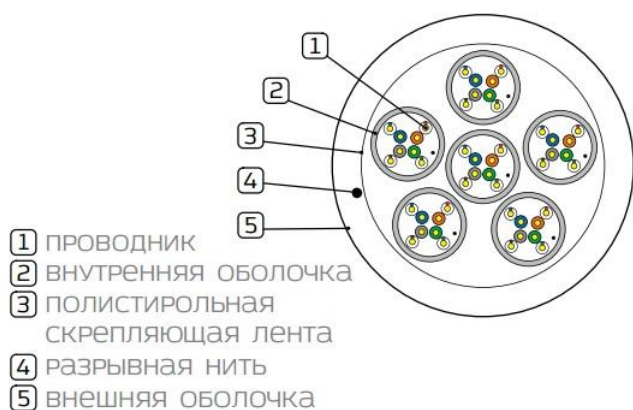 1
2
3
4
5
1 ПРОВОДНИК
2 ВНУТРЕННЯЯ ОБОЛОЧКА
3 ПОЛИСТИРОЛЬНАЯ
СКРЕПЛЯЮЩАЯ ЛЕНТА
4 РАЗРЫВНАЯ НИТЬ
5 ВНЕШНЯЯ ОБОЛОЧКА